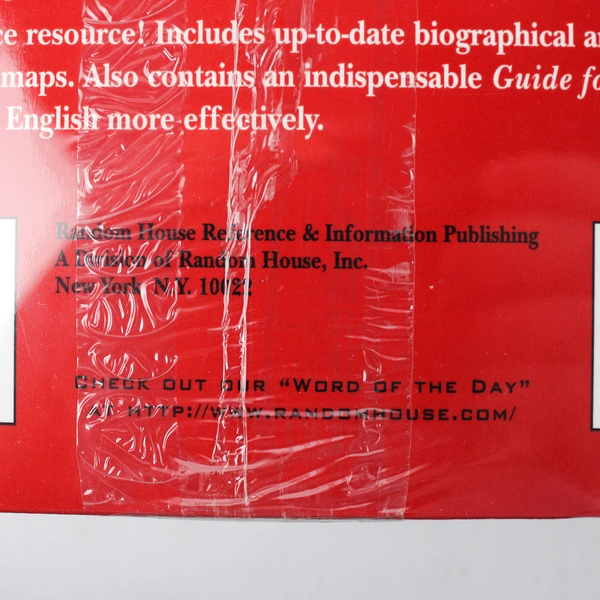 ce resource! Includes up-to-date biographical a
maps. Also contains an indispensable Guide fo
English more effectively.
Random House Reference & Information Publishing
A Division of Random House, Inc.
New York, N.Y. 10022
Check out our “Word of the Day”
at http://www.randomhouse.com/